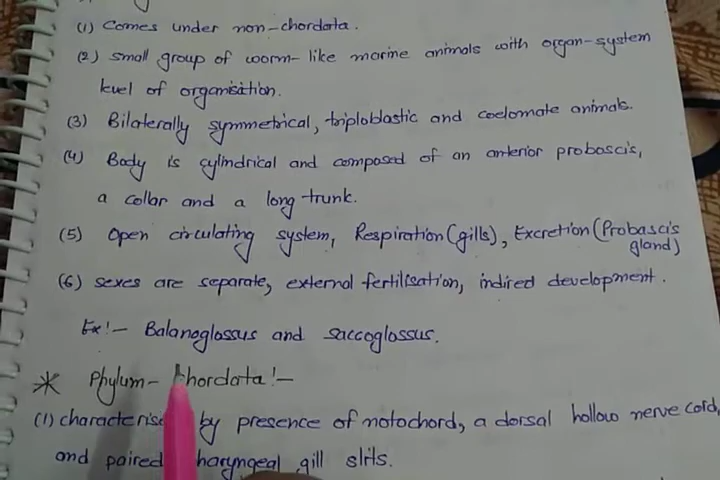 (1) Comes under non-chordata.
(2) small group of worm-like marine animals with organ-system
level of organisation.
(3) Bilaterally symmetrical, triploblastic and coelomate animals.
(4) Body is cylindrical and composed of an anterior proboscis,
a collar and a long trunk.
(5) Open circulating system, Respiration(gills), Excretion(Proboscis
gland)
(6) sexes are separate, external fertilisation, indired development.
Ex!- Balanoglossus and saccoglossus.
* Phylum- Chordata!-
(1) characterised by presence of notochord, a dorsal hollow nerve cord,
and paired pharyngeal gill slits.